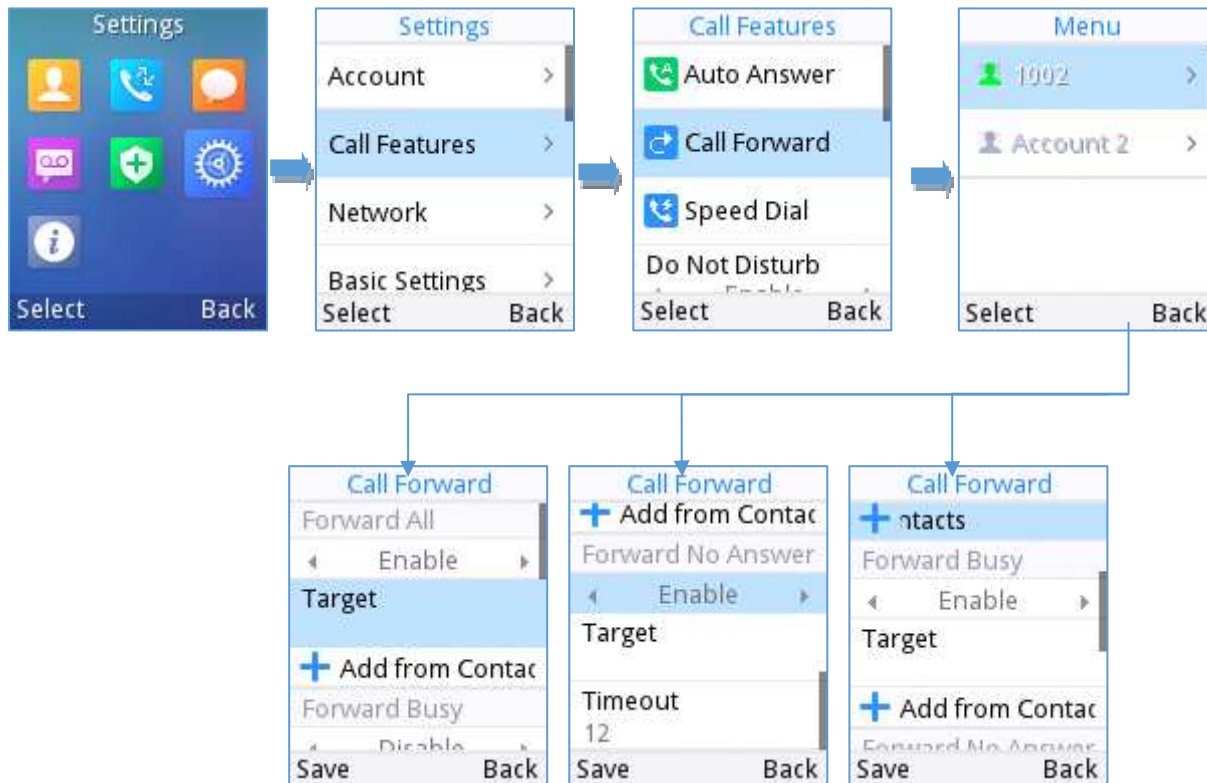 Settings
Select Back
Settings
Account
Call Features
Network
Basic Settings
Select Back
Call Features
Auto Answer
Call Forward
Speed Dial
Do Not Disturb
Enable
Select Back
Menu
1002
Account 2
Select Back
Call Forward
Forward All
Enable
Target
Add from Contac
Forward Busy
Disable
Save Back
Call Forward
Add from Contac
Forward No Answer
Enable
Target
Timeout
12
Save Back
Call Forward
ntacts
Forward Busy
Enable
Target
Add from Contac
Forward No Answer
Save Back